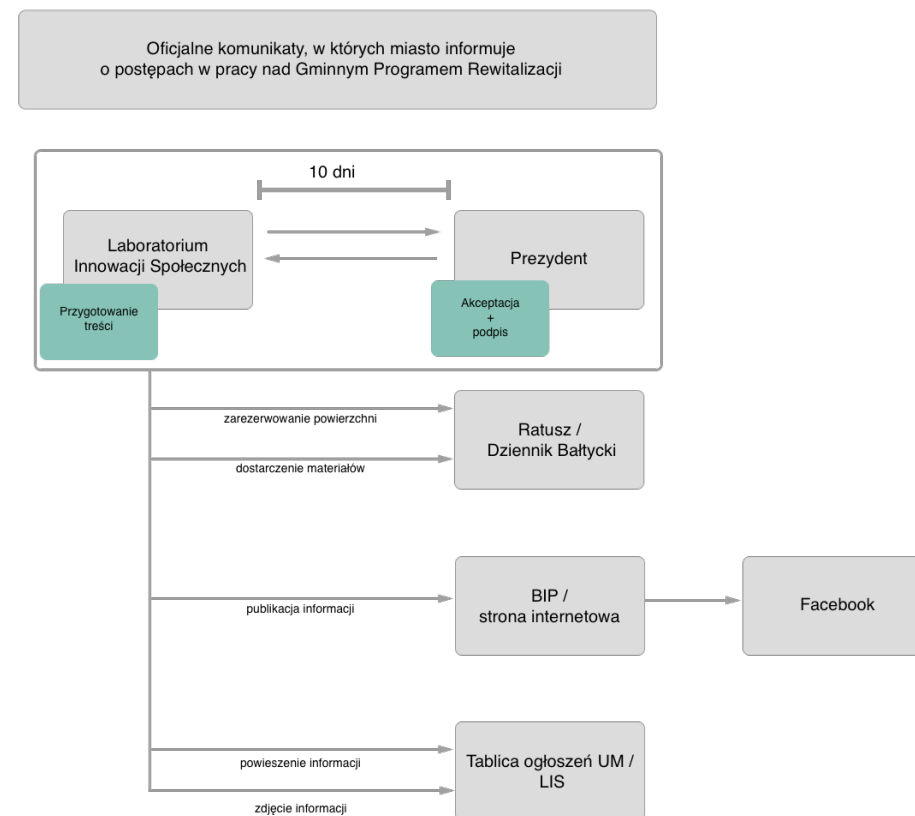 Oficjalne komunikaty, w których miasto informuje
o postępach w pracy nad Gminnym Programem Rewitalizacji
10 dni
Laboratorium
Innowacji Społecznych
Prezydent
Przygotowanie
treści
Akceptacja
+
podpis
zarezerwowanie powierzchni
Ratusz /
Dziennik Bałtycki
dostarczenie materiałów
publikacja informacji
BIP /
strona internetowa
Facebook
powieszenie informacji
Tablica ogłoszeń UM /
LIS
zdjęcie informacji